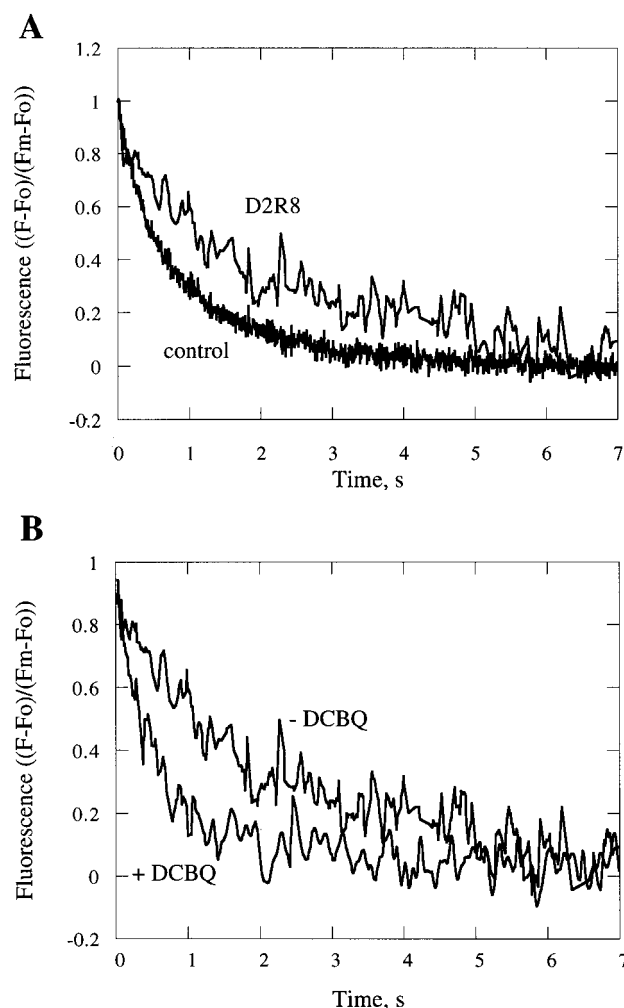 A
Fluorescence ((F-Fo)/(Fm-Fo))
1.2
1
0.8
0.6
0.4
0.2
0
-0.2
D2R8
control
0 1 2 3 4 5 6 7
Time, s
B
Fluorescence ((F-Fo)/(Fm-Fo))
1
0.8
0.6
0.4
0.2
0
-0.2
- DCBQ
+ DCBQ
0 1 2 3 4 5 6 7
Time, s